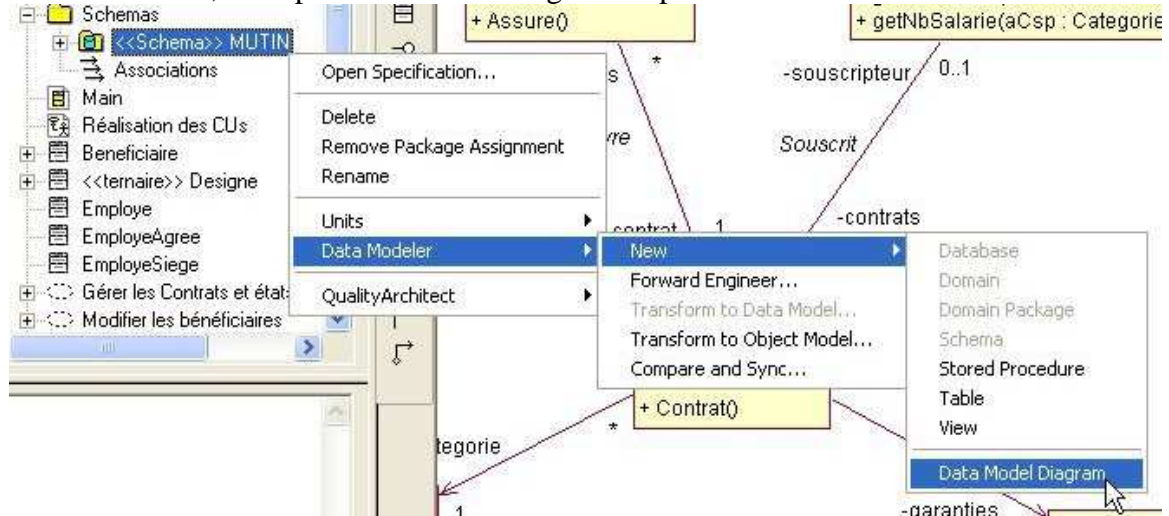 Schemas
<<Schema>> MUTIN
Associations
Main
Réalisation des CUs
Beneficiaire
<<ternaire>> Designe
Employe
EmployeAgree
EmployeSiege
Gérer les Contrats et état
Modifier les bénéficiaires
Open Specification...
Delete
Remove Package Assignment
Rename
Units
Data Modeler
QualityArchitect
New
Forward Engineer...
Transform to Data Model...
Transform to Object Model...
Compare and Sync...
Database
Domain
Domain Package
Schema
Stored Procedure
Table
View
Data Model Diagram
+ Assure()
+ getNbSalarie(aCsp : Categorie
*
-souscripteur
0..1
Souscrit
-contrats
contrat
1
+ Contrat()
*
tegorie
1
-garanties